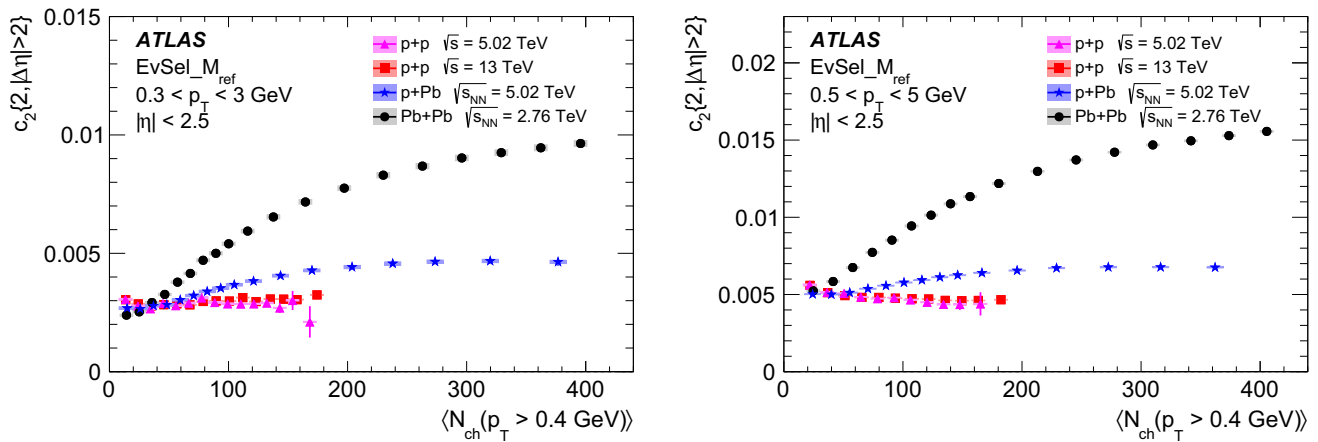 c₂{2,|Δη|>2}
0.015
0.01
0.005
0
ATLAS
EvSel_M_ref
0.3 < p_T < 3 GeV
|η| < 2.5
p+p √s = 5.02 TeV
p+p √s = 13 TeV
p+Pb √s_NN = 5.02 TeV
Pb+Pb √s_NN = 2.76 TeV
0 100 200 300 400
⟨N_ch(p_T > 0.4 GeV)⟩
c₂{2,|Δη|>2}
0.02
0.015
0.01
0.005
0
ATLAS
EvSel_M_ref
0.5 < p_T < 5 GeV
|η| < 2.5
p+p √s = 5.02 TeV
p+p √s = 13 TeV
p+Pb √s_NN = 5.02 TeV
Pb+Pb √s_NN = 2.76 TeV
0 100 200 300 400
⟨N_ch(p_T > 0.4 GeV)⟩